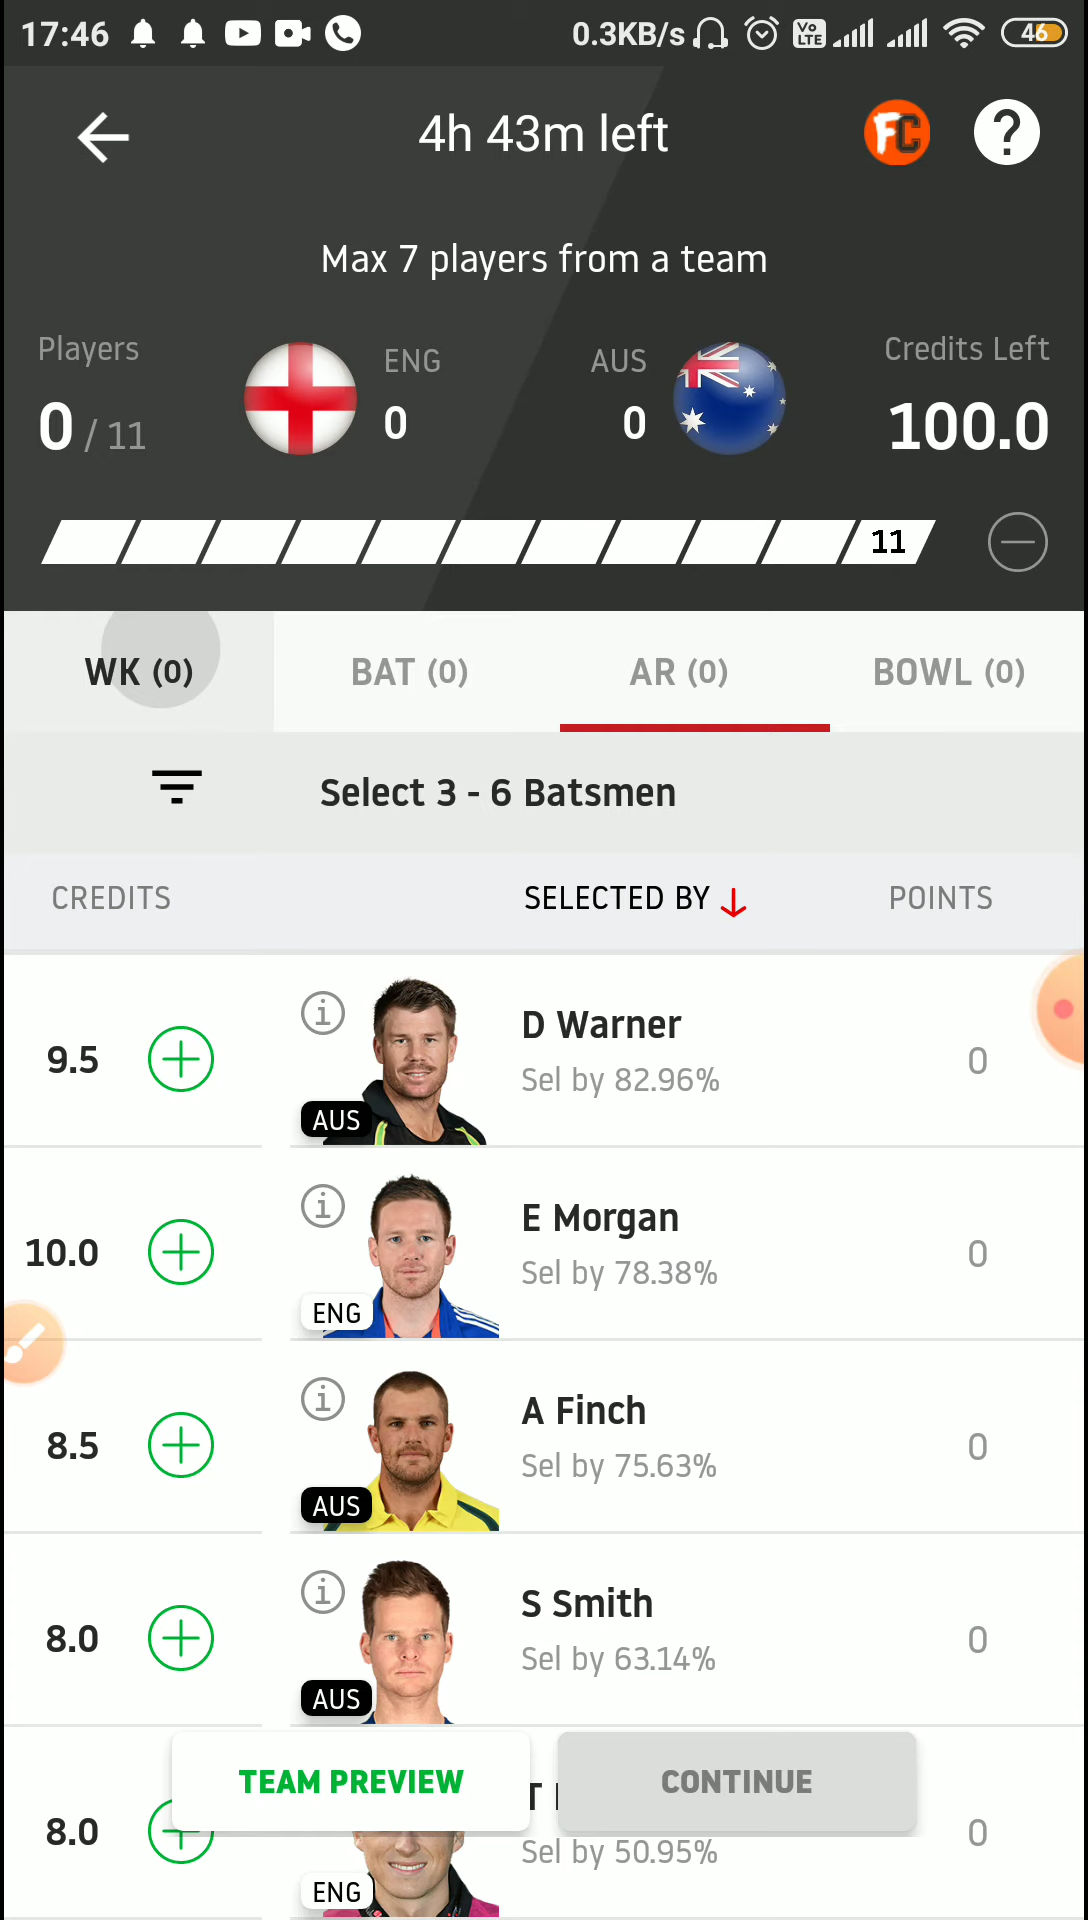 17:46 0.3KB/s Vo LTE 46
4h 43m left FC ?
Max 7 players from a team
Players ENG AUS Credits Left
0 / 11 0 0 100.0
11
WK (0) BAT (0) AR (0) BOWL (0)
Select 3 - 6 Batsmen
CREDITS SELECTED BY POINTS
D Warner
9.5 Sel by 82.96% 0
AUS
E Morgan
10.0 Sel by 78.38% 0
ENG
A Finch
8.5 Sel by 75.63% 0
AUS
S Smith
8.0 Sel by 63.14% 0
AUS
TEAM PREVIEW T CONTINUE
8.0 Sel by 50.95% 0
ENG